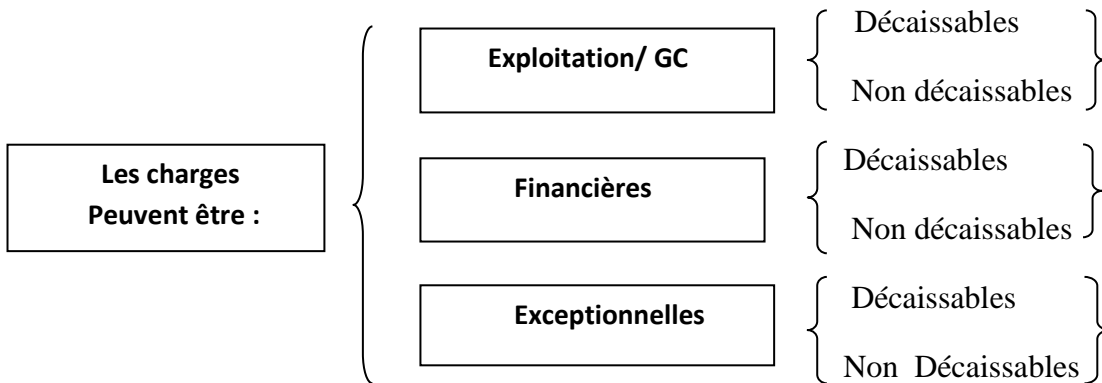 Les charges
Peuvent être :
Exploitation/ GC
Décaissables
Non décaissables
Financières
Décaissables
Non décaissables
Exceptionnelles
Décaissables
Non Décaissables